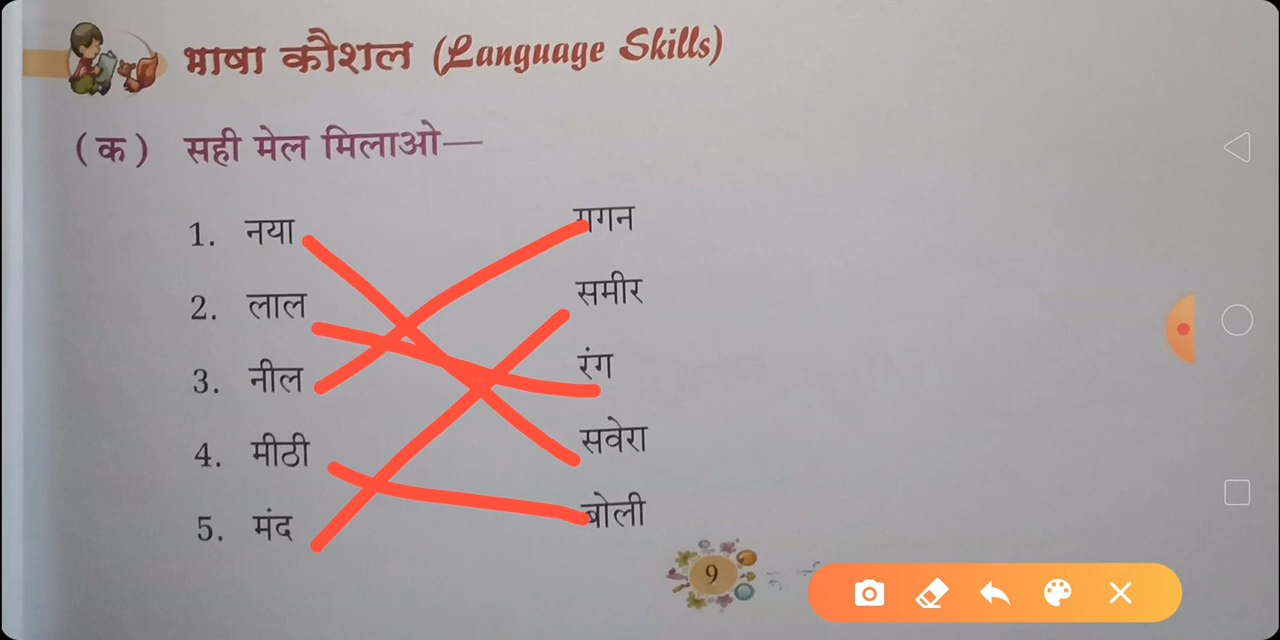 भाषा कौशल (Language Skills)
(क) सही मेल मिलाओ—
1. नया गगन
2. लाल समीर
3. नील रंग
4. मीठी सवेरा
5. मंद बोली
9